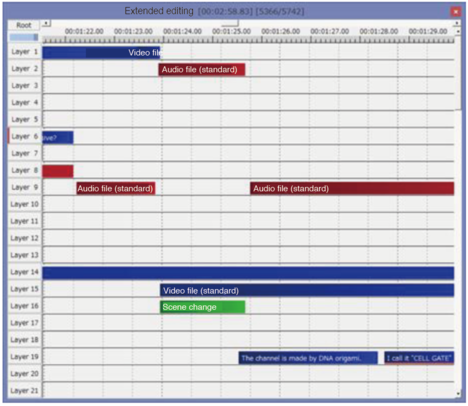 Extended editing [00:02:58.83] [5366/5742]
Root
00:01:22.00 00:01:23.00 00:01:24.00 00:01:25.00 00:01:26.00 00:01:27.00 00:01:28.00 00:01:29.00
Layer 1 Video file
Layer 2 Audio file (standard)
Layer 3
Layer 4
Layer 5
Layer 6 ove?
Layer 7
Layer 8
Layer 9 Audio file (standard) Audio file (standard)
Layer 10
Layer 11
Layer 12
Layer 13
Layer 14
Layer 15 Video file (standard)
Layer 16 Scene change
Layer 17
Layer 18
Layer 19 The channel is made by DNA origami. I call it "CELL GATE"
Layer 20
Layer 21